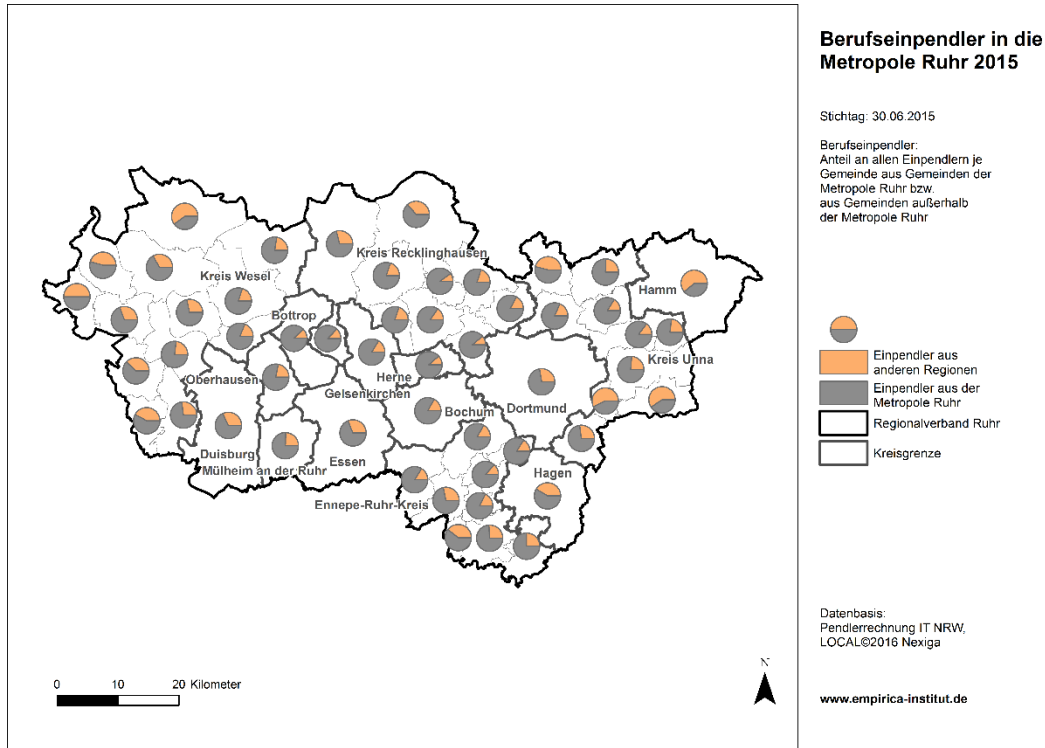 Berufseinpendler in die
Metropole Ruhr 2015
Stichtag: 30.06.2015
Berufseinpendler:
Anteil an allen Einpendlern je
Gemeinde aus Gemeinden der
Metropole Ruhr bzw.
aus Gemeinden außerhalb
der Metropole Ruhr
Einpendler aus
anderen Regionen
Einpendler aus der
Metropole Ruhr
Regionalverband Ruhr
Kreisgrenze
Kreis Recklinghausen
Kreis Wesel
Hamm
Bottrop
Kreis Unna
Oberhausen
Herne
Gelsenkirchen
Bochum
Dortmund
Duisburg
Essen
Mülheim an der Ruhr
Hagen
Ennepe-Ruhr-Kreis
Datenbasis:
Pendlerrechnung IT NRW,
LOCAL©2016 Nexiga
www.empirica-institut.de
N
0 10 20 Kilometer